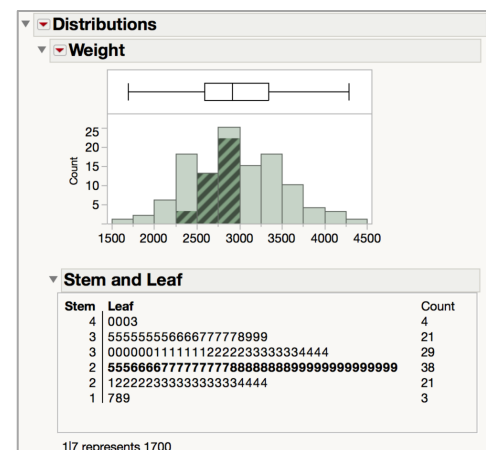 Distributions
Weight
Count
25
20
15
10
5
1500 2000 2500 3000 3500 4000 4500
Stem and Leaf
Stem Leaf Count
4 0003 4
3 555555556666777778999 21
3 00000011111112222233333334444 29
2 55566667777777777888888889999999999999 38
2 122222333333333334444 21
1 789 3
1|7 represents 1700